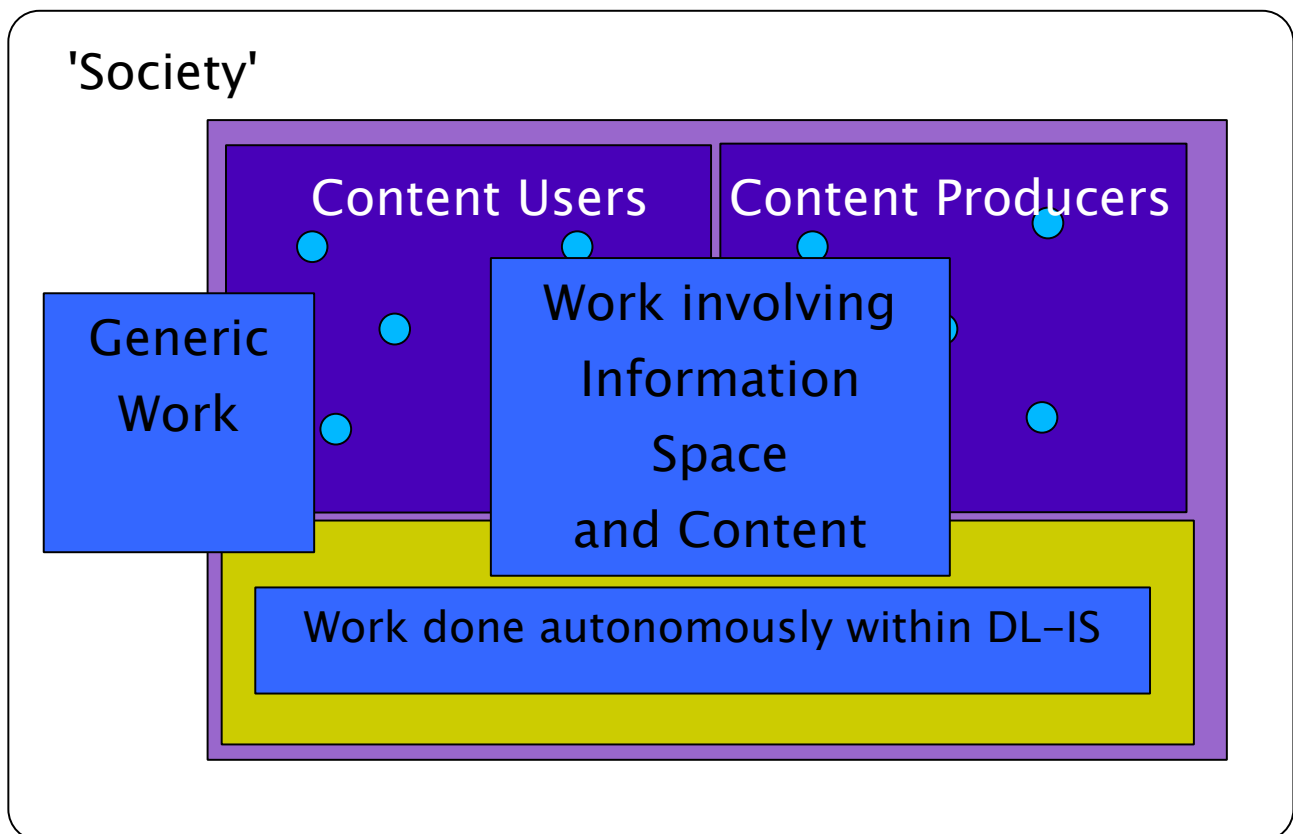 'Society'
Content Users
Content Producers
Generic
Work
Work involving
Information
Space
and Content
Work done autonomously within DL–IS